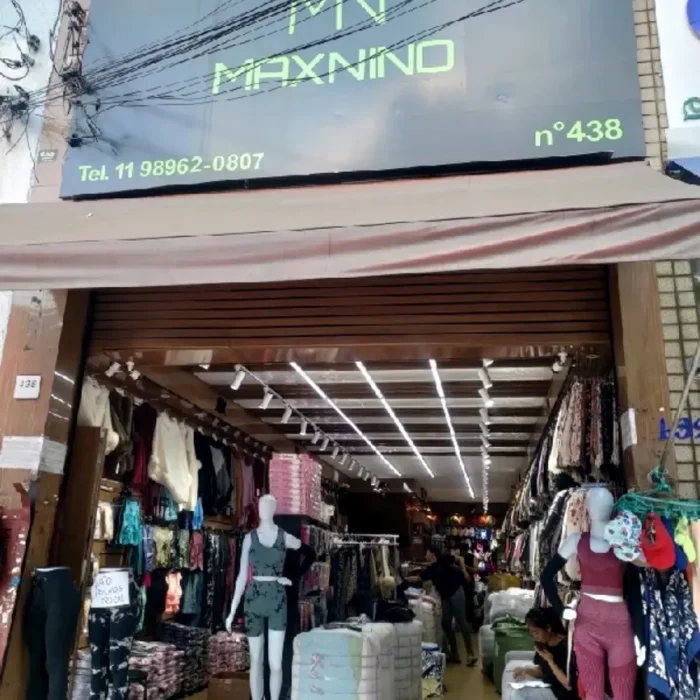 MN
MAXNINO
n°438
Tel. 11 98962-0807
438